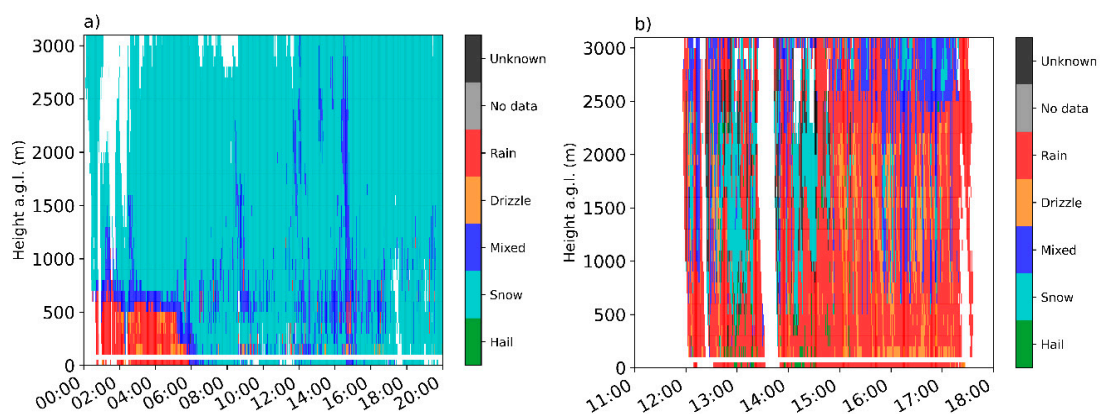 a)
Height a.g.l. (m)
3000
2500
2000
1500
1000
500
0
00:00 02:00 04:00 06:00 08:00 10:00 12:00 14:00 16:00 18:00 20:00
Unknown
No data
Rain
Drizzle
Mixed
Snow
Hail
b)
Height a.g.l. (m)
3000
2500
2000
1500
1000
500
0
11:00 12:00 13:00 14:00 15:00 16:00 17:00 18:00
Unknown
No data
Rain
Drizzle
Mixed
Snow
Hail